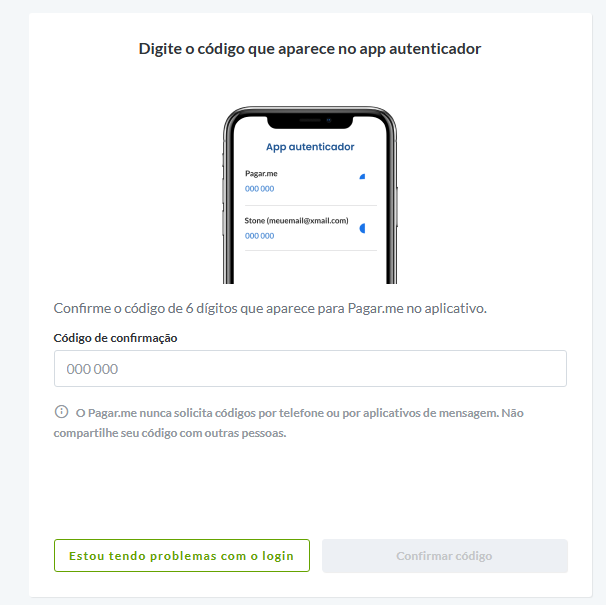 Digite o código que aparece no app autenticador
App autenticador
Pagar.me
000 000
Stone (meuemail@xmail.com)
000 000
Confirme o código de 6 dígitos que aparece para Pagar.me no aplicativo.
Código de confirmação
000 000
O Pagar.me nunca solicita códigos por telefone ou por aplicativos de mensagem. Não
compartilhe seu código com outras pessoas.
Estou tendo problemas com o login
Confirmar código